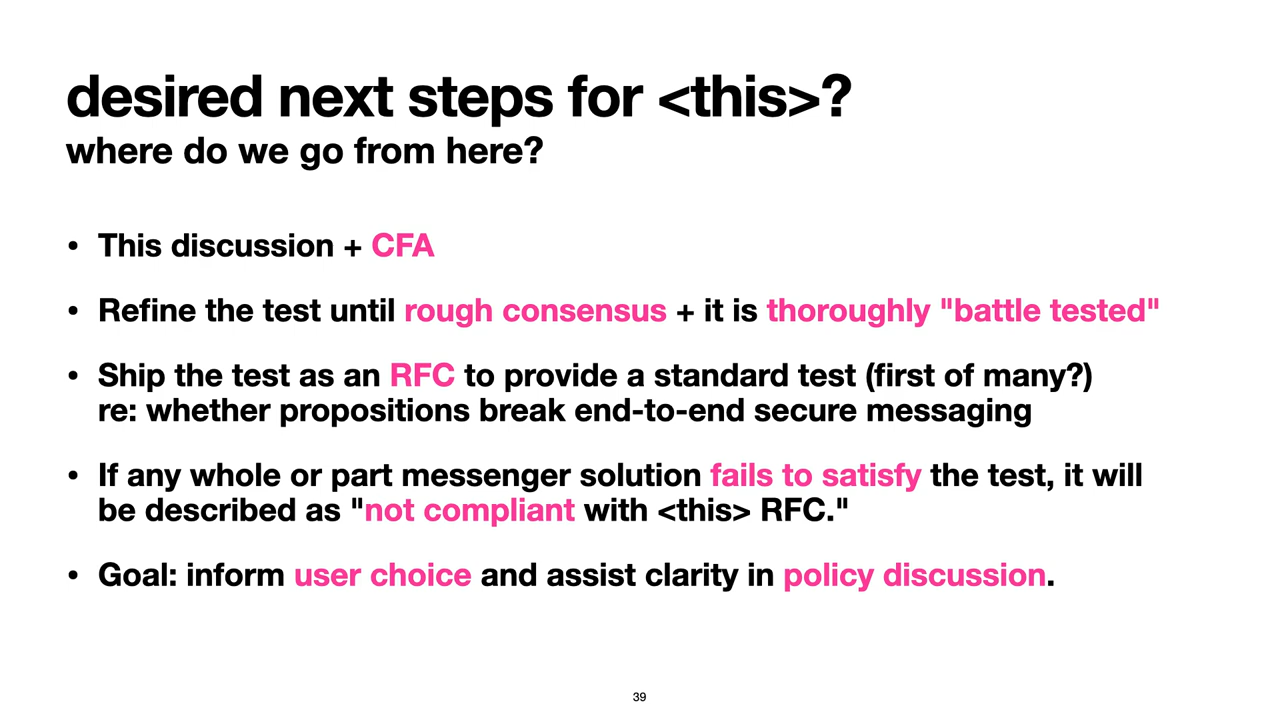 desired next steps for <this>?
where do we go from here?
• This discussion + CFA
• Refine the test until rough consensus + it is thoroughly "battle tested"
• Ship the test as an RFC to provide a standard test (first of many?)
re: whether propositions break end-to-end secure messaging
• If any whole or part messenger solution fails to satisfy the test, it will
be described as "not compliant with <this> RFC."
• Goal: inform user choice and assist clarity in policy discussion.
39